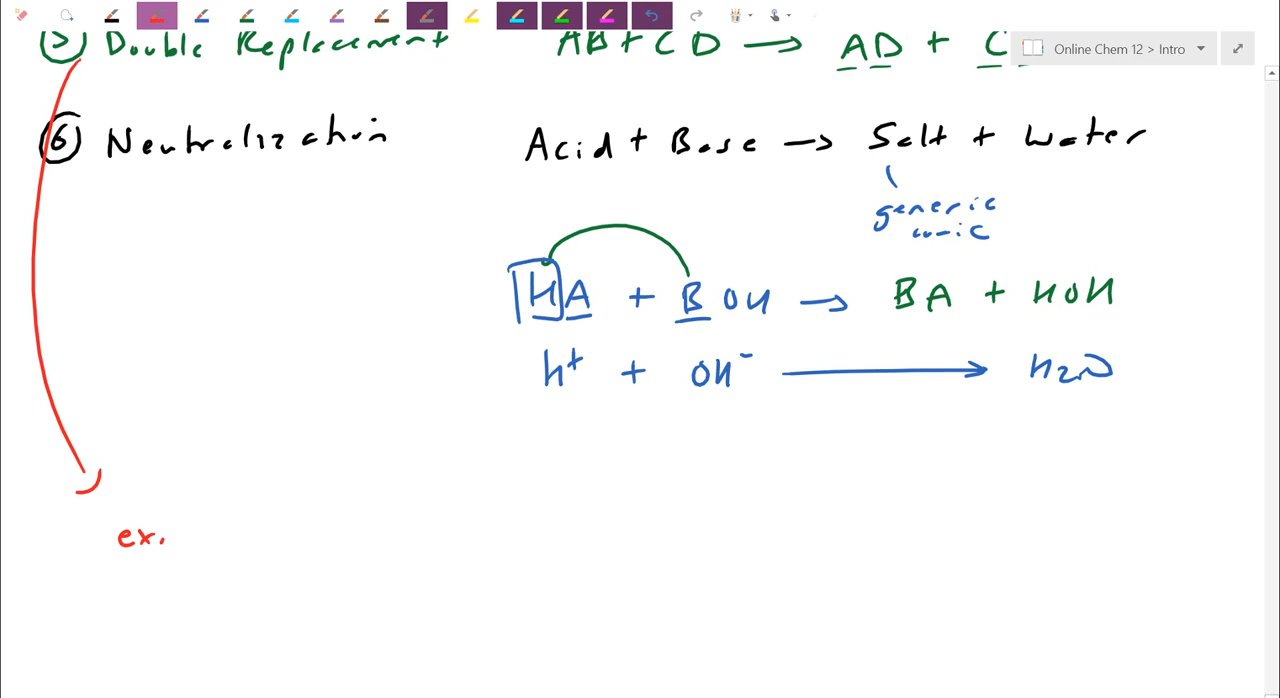 Online Chem 12 > Intro
(5) Double Replacement AB + CD → AD + C
(6) Neutralization Acid + Base → Salt + Water
generic
ionic
HA + BOH → BA + HOH
h+ + OH- → H2O
ex.